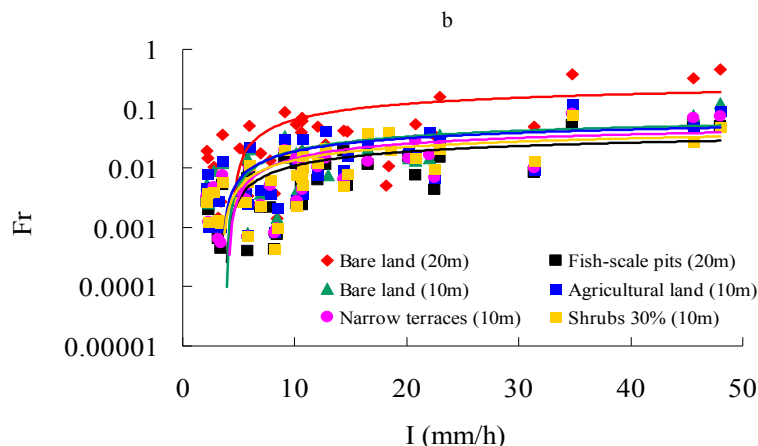 b
1
0.1
0.01
0.001
0.0001
0.00001
Fr
Bare land (20m) Fish-scale pits (20m)
Bare land (10m) Agricultural land (10m)
Narrow terraces (10m) Shrubs 30% (10m)
0 10 20 30 40 50
I (mm/h)